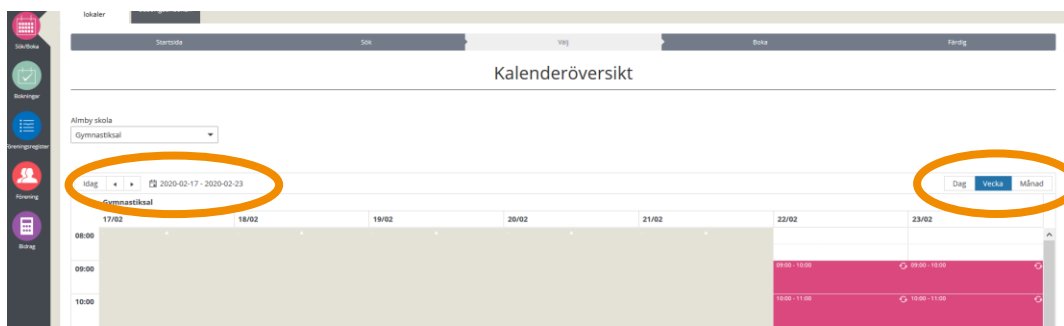 lokaler
Startsida Sök Välj Boka Färdig
Sök/Boka
Kalenderöversikt
Bokningar
Almby skola
Gymnastiksal
Föreningsregister
Idag 2020-02-17 - 2020-02-23 Dag Vecka Månad
Förening
Gymnastiksal
17/02 18/02 19/02 20/02 21/02 22/02 23/02
08:00
Bidrag
09:00 09:00 - 10:00 09:00 - 10:00
10:00 10:00 - 11:00 10:00 - 11:00